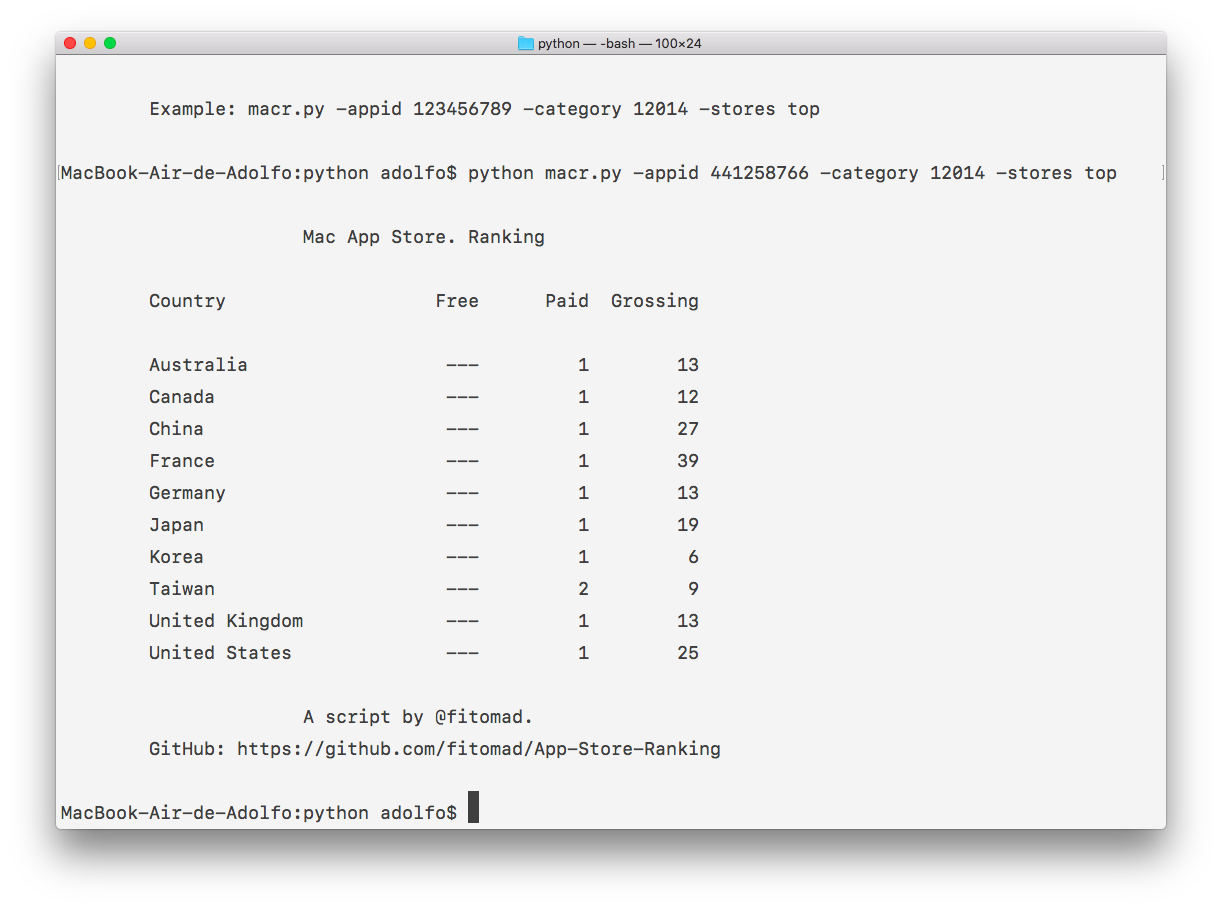 python — -bash — 100×24
Example: macr.py -appid 123456789 -category 12014 -stores top
[MacBook-Air-de-Adolfo:python adolfo$ python macr.py -appid 441258766 -category 12014 -stores top ]
Mac App Store. Ranking
Country Free Paid Grossing
Australia --- 1 13
Canada --- 1 12
China --- 1 27
France --- 1 39
Germany --- 1 13
Japan --- 1 19
Korea --- 1 6
Taiwan --- 2 9
United Kingdom --- 1 13
United States --- 1 25
A script by @fitomad.
GitHub: https://github.com/fitomad/App-Store-Ranking
MacBook-Air-de-Adolfo:python adolfo$